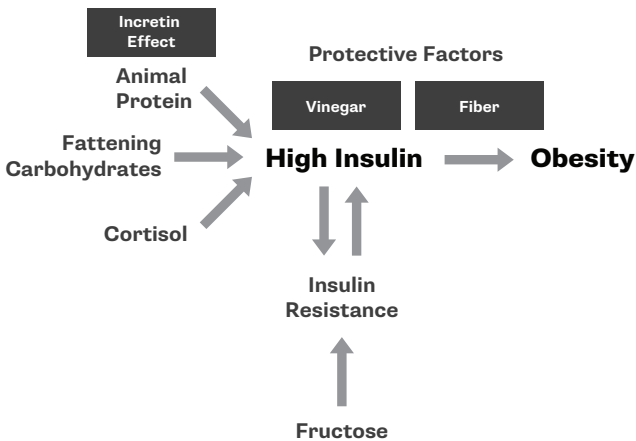 Incretin
Effect
Protective Factors
Animal
Protein
Vinegar
Fiber
Fattening
Carbohydrates
High Insulin
Obesity
Cortisol
Insulin
Resistance
Fructose